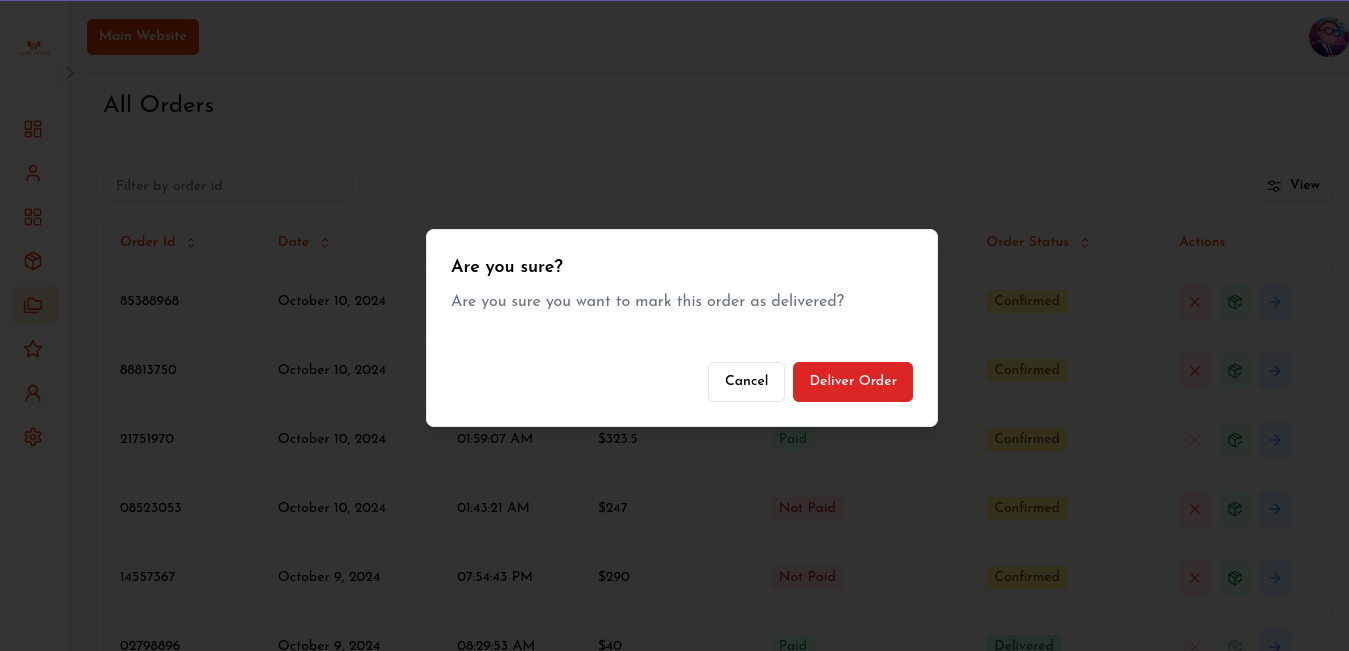 Main Website
All Orders
Filter by order id
View
Order Id Date Order Status Actions
Are you sure?
Are you sure you want to mark this order as delivered?
Cancel Deliver Order
85388968 October 10, 2024 Confirmed
88813750 October 10, 2024 Confirmed
21751970 October 10, 2024 01:59:07 AM $323.5 Paid Confirmed
08523053 October 10, 2024 01:43:21 AM $247 Not Paid Confirmed
14557367 October 9, 2024 07:54:43 PM $290 Not Paid Confirmed
02798896 October 9, 2024 08:29:53 AM $40 Paid Delivered